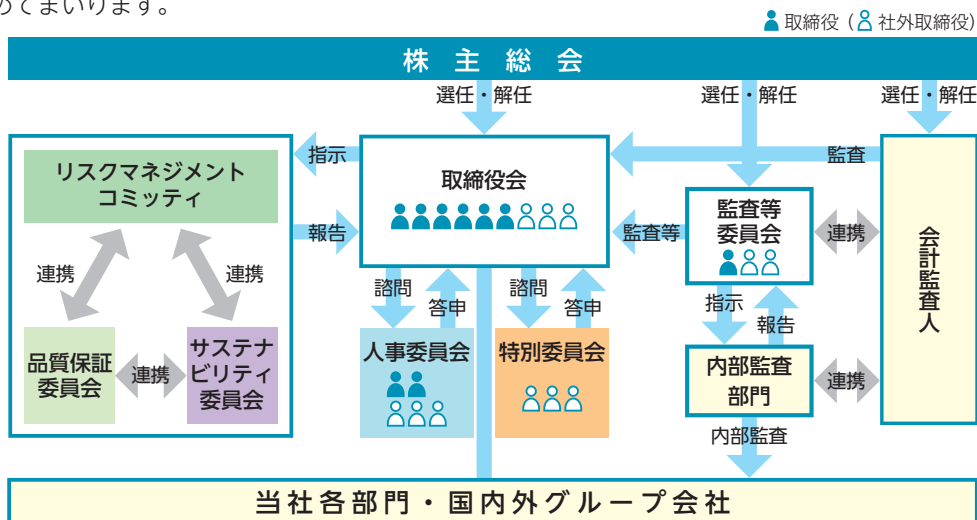 めてまいります。
取締役（社外取締役）
株主総会
選任・解任
選任・解任
選任・解任
リスクマネジメント
コミッティ
連携
連携
品質保証
委員会
連携
サステナ
ビリティ
委員会
指示
報告
取締役会
監査
監査等
監査等
委員会
連携
会計監査人
諮問
答申
諮問
答申
人事委員会
特別委員会
指示
報告
内部監査
部門
連携
内部監査
当社各部門・国内外グループ会社